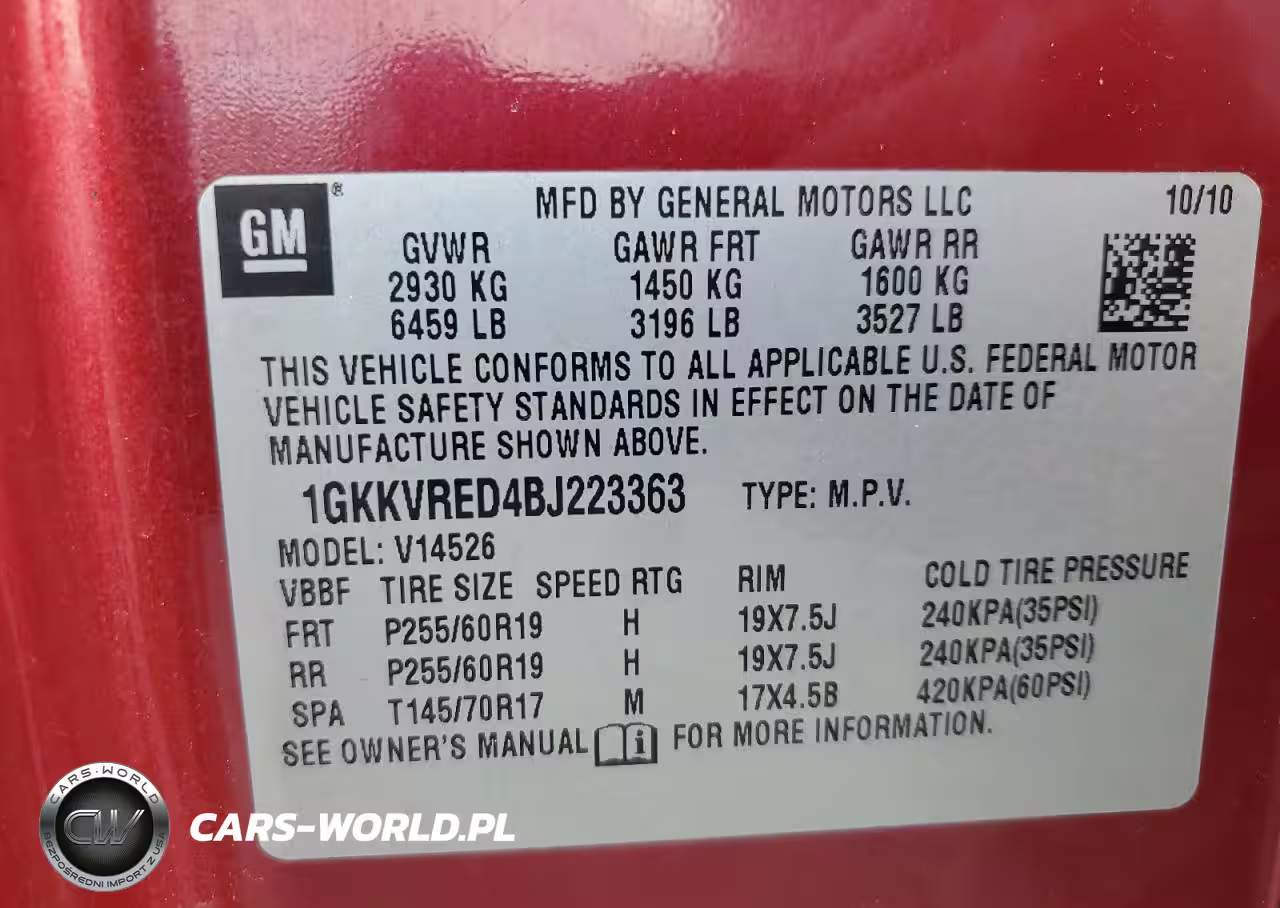 GM®
MFD BY GENERAL MOTORS LLC 10/10
GVWR GAWR FRT GAWR RR
2930 KG 1450 KG 1600 KG
6459 LB 3196 LB 3527 LB
THIS VEHICLE CONFORMS TO ALL APPLICABLE U.S. FEDERAL MOTOR
VEHICLE SAFETY STANDARDS IN EFFECT ON THE DATE OF
MANUFACTURE SHOWN ABOVE.
1GKKVRED4BJ223363 TYPE: M.P.V.
MODEL: V14526
VBBF TIRE SIZE SPEED RTG RIM COLD TIRE PRESSURE
FRT P255/60R19 H 19X7.5J 240KPA(35PSI)
RR P255/60R19 H 19X7.5J 240KPA(35PSI)
SPA T145/70R17 M 17X4.5B 420KPA(60PSI)
SEE OWNER'S MANUAL i FOR MORE INFORMATION.
CARS-WORLD
CW
BEZPOŚREDNI IMPORT Z USA
CARS-WORLD.PL